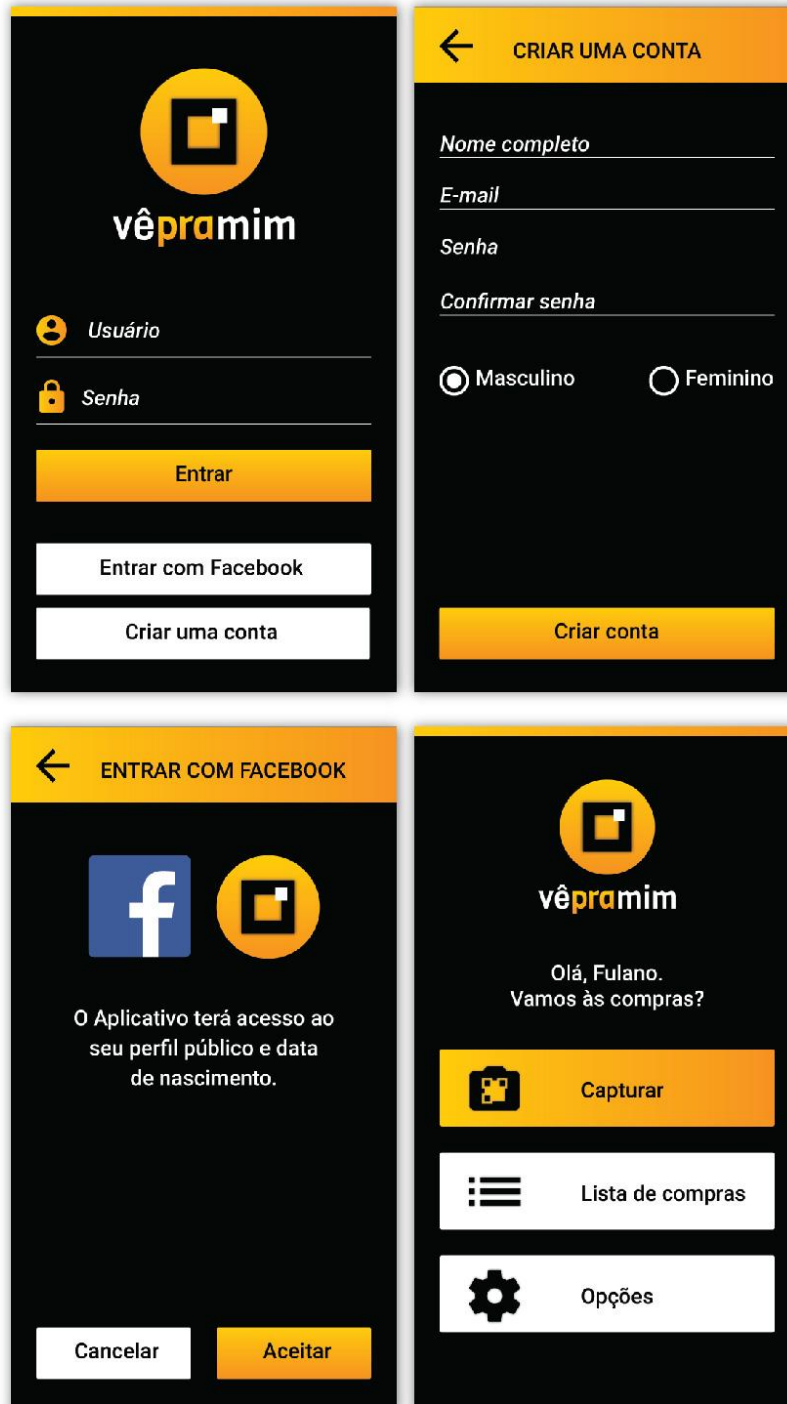 vêpramim
Usuário
Senha
Entrar
Entrar com Facebook
Criar uma conta
CRIAR UMA CONTA
Nome completo
E-mail
Senha
Confirmar senha
Masculino
Feminino
Criar conta
ENTRAR COM FACEBOOK
f
O Aplicativo terá acesso ao
seu perfil público e data
de nascimento.
Cancelar
Aceitar
vêpramim
Olá, Fulano.
Vamos às compras?
Capturar
Lista de compras
Opções